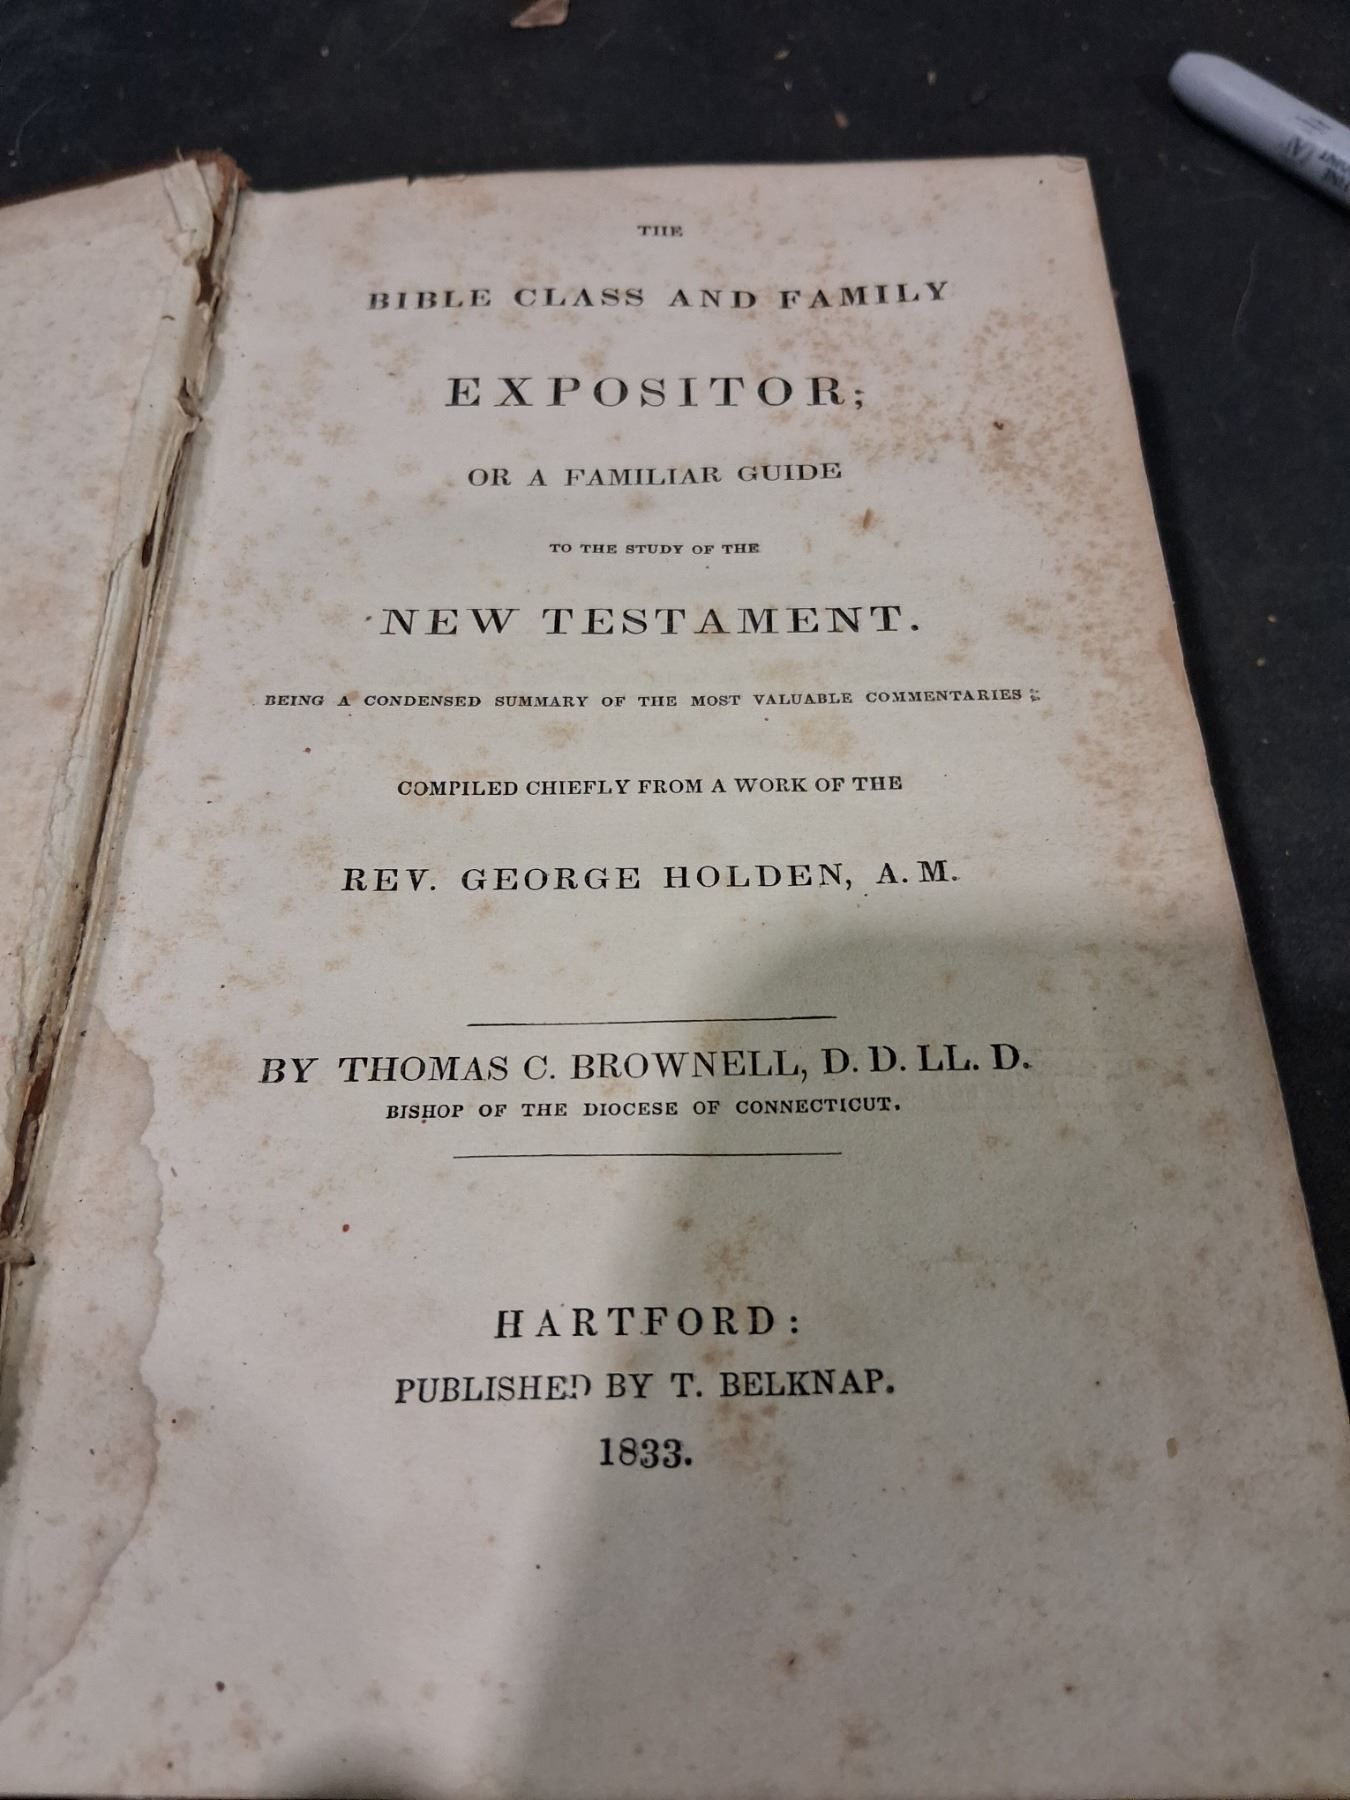 THE
BIBLE CLASS AND FAMILY
EXPOSITOR;
OR A FAMILIAR GUIDE
TO THE STUDY OF THE
NEW TESTAMENT.
BEING A CONDENSED SUMMARY OF THE MOST VALUABLE COMMENTARIES;
COMPILED CHIEFLY FROM A WORK OF THE
REV. GEORGE HOLDEN, A. M.
BY THOMAS C. BROWNELL, D. D. LL. D.
BISHOP OF THE DIOCESE OF CONNECTICUT.
HARTFORD:
PUBLISHED BY T. BELKNAP.
1833.